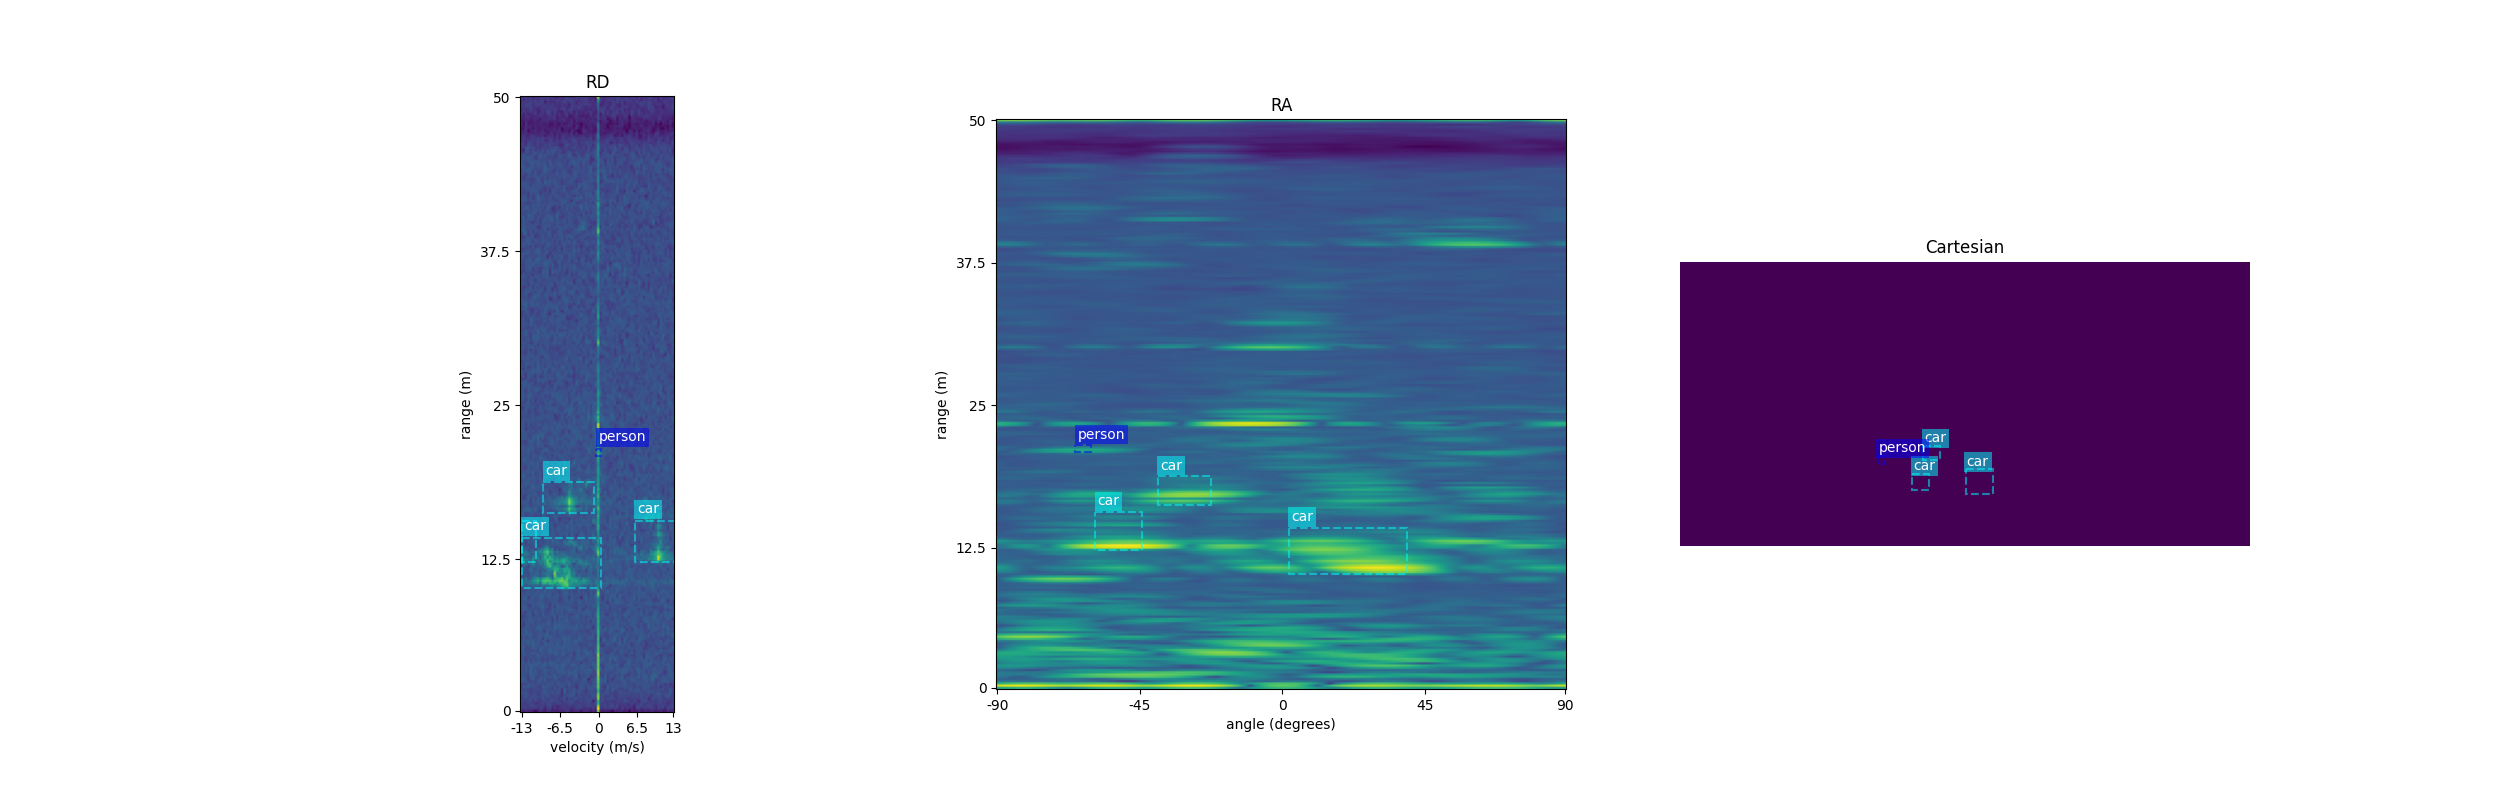 RD
50
37.5
25
12.5
0
range (m)
-13
-6.5
0
6.5
13
velocity (m/s)
person
car
car
car
RA
50
37.5
25
12.5
0
range (m)
-90
-45
0
45
90
angle (degrees)
person
car
car
car
Cartesian
car
person
car
car